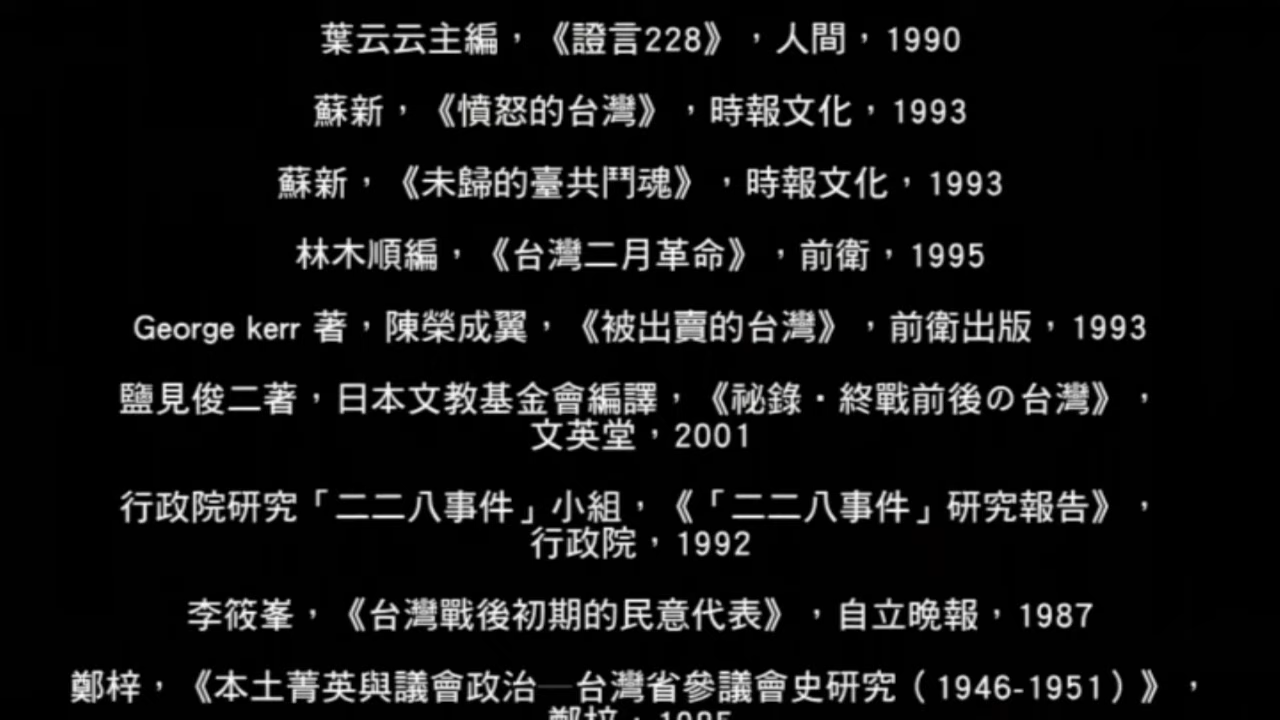 葉云云主編，《證言228》，人間，1990
蘇新，《憤怒的台灣》，時報文化，1993
蘇新，《未歸的臺共鬥魂》，時報文化，1993
林木順編，《台灣二月革命》，前衛，1995
George kerr 著，陳榮成翼，《被出賣的台灣》，前衛出版，1993
鹽見俊二著，日本文教基金會編譯，《祕錄・終戰前後の台灣》，
文英堂，2001
行政院研究「二二八事件」小組，《「二二八事件」研究報告》，
行政院，1992
李筱峯，《台灣戰後初期的民意代表》，自立晚報，1987
鄭梓，《本土菁英與議會政治─台灣省參議會史研究（1946-1951）》，
鄭梓，1985